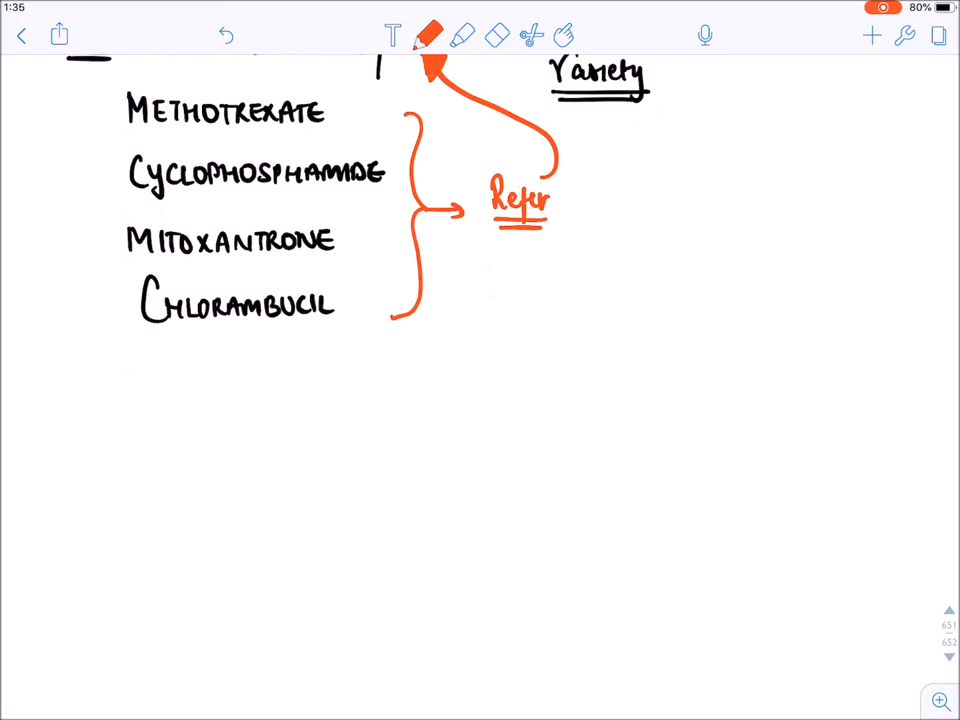 1:35
80%
T
Variety
METHOTREXATE
CYCLOPHOSPHAMIDE
Refer
MITOXANTRONE
CHLORAMBUCIL
651
652